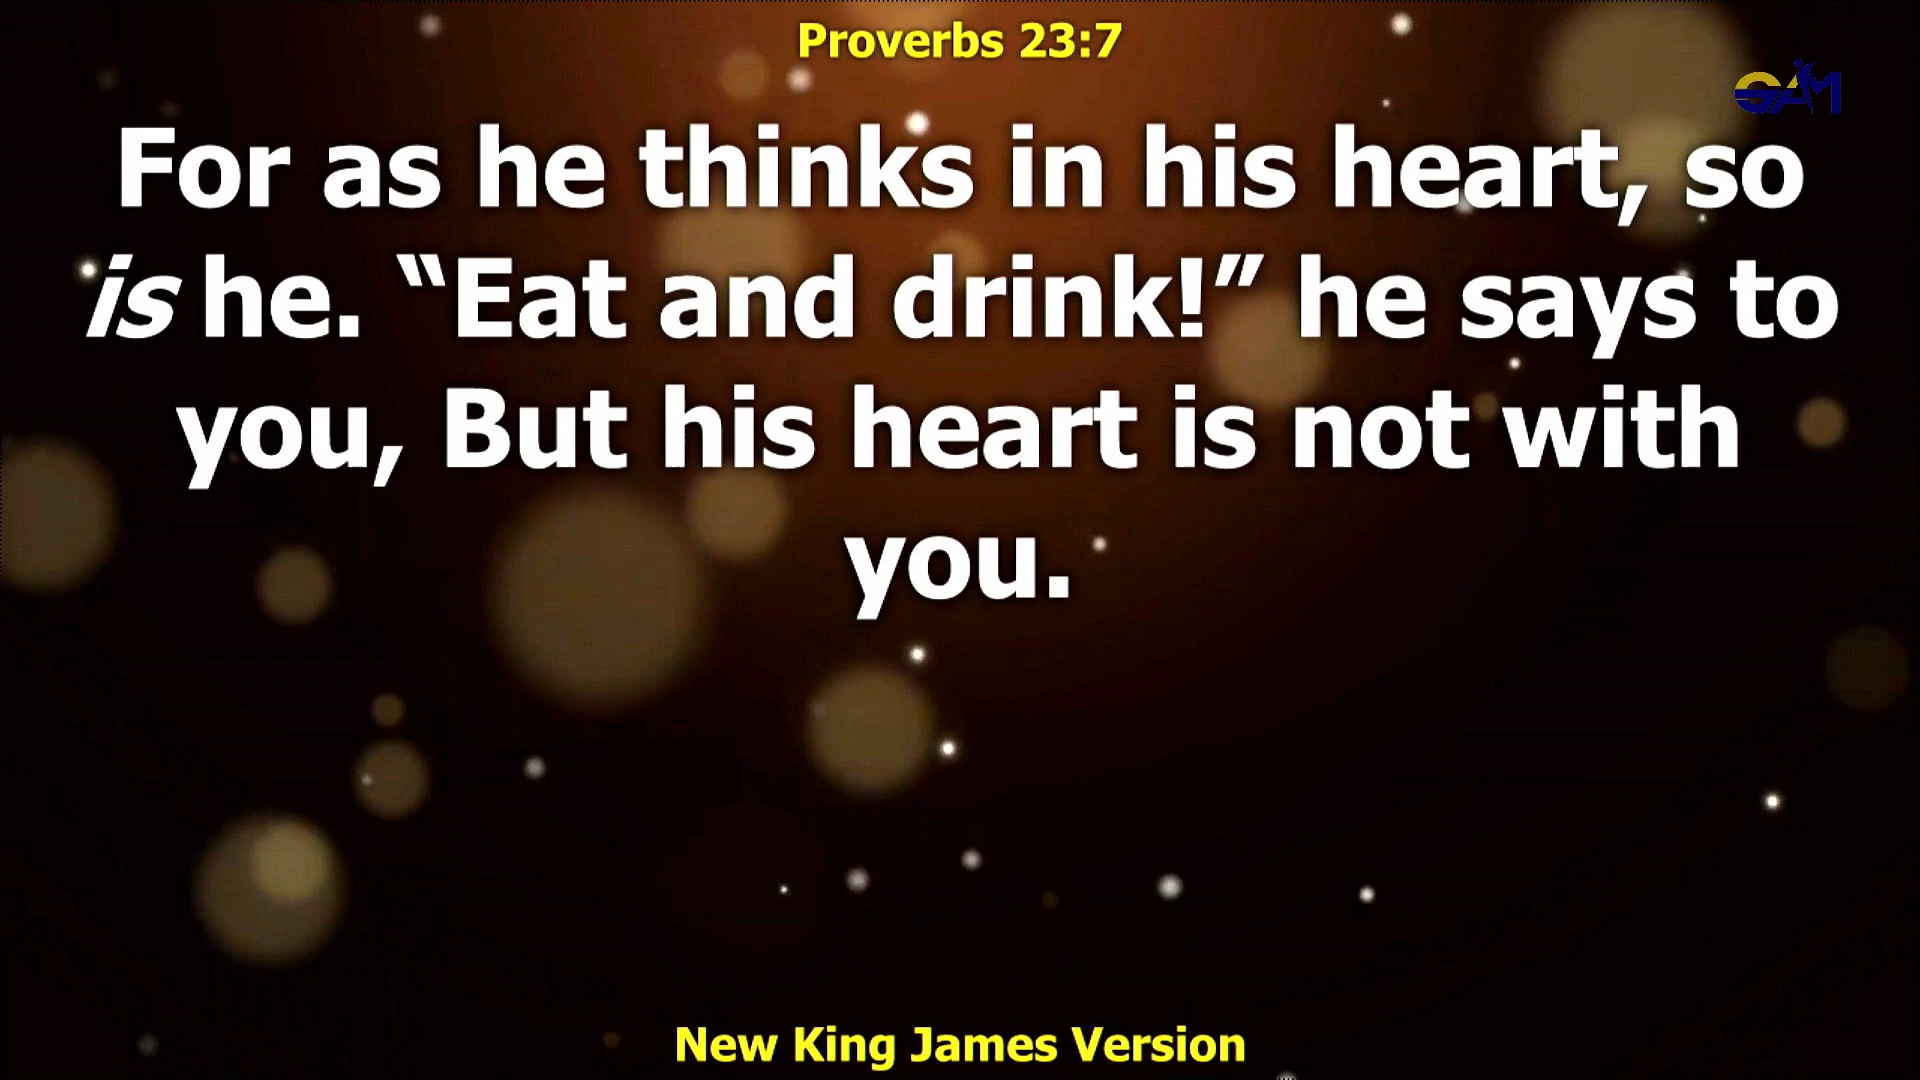 Proverbs 23:7
GAM
For as he thinks in his heart, so
is he. “Eat and drink!” he says to
you, But his heart is not with
you.
New King James Version